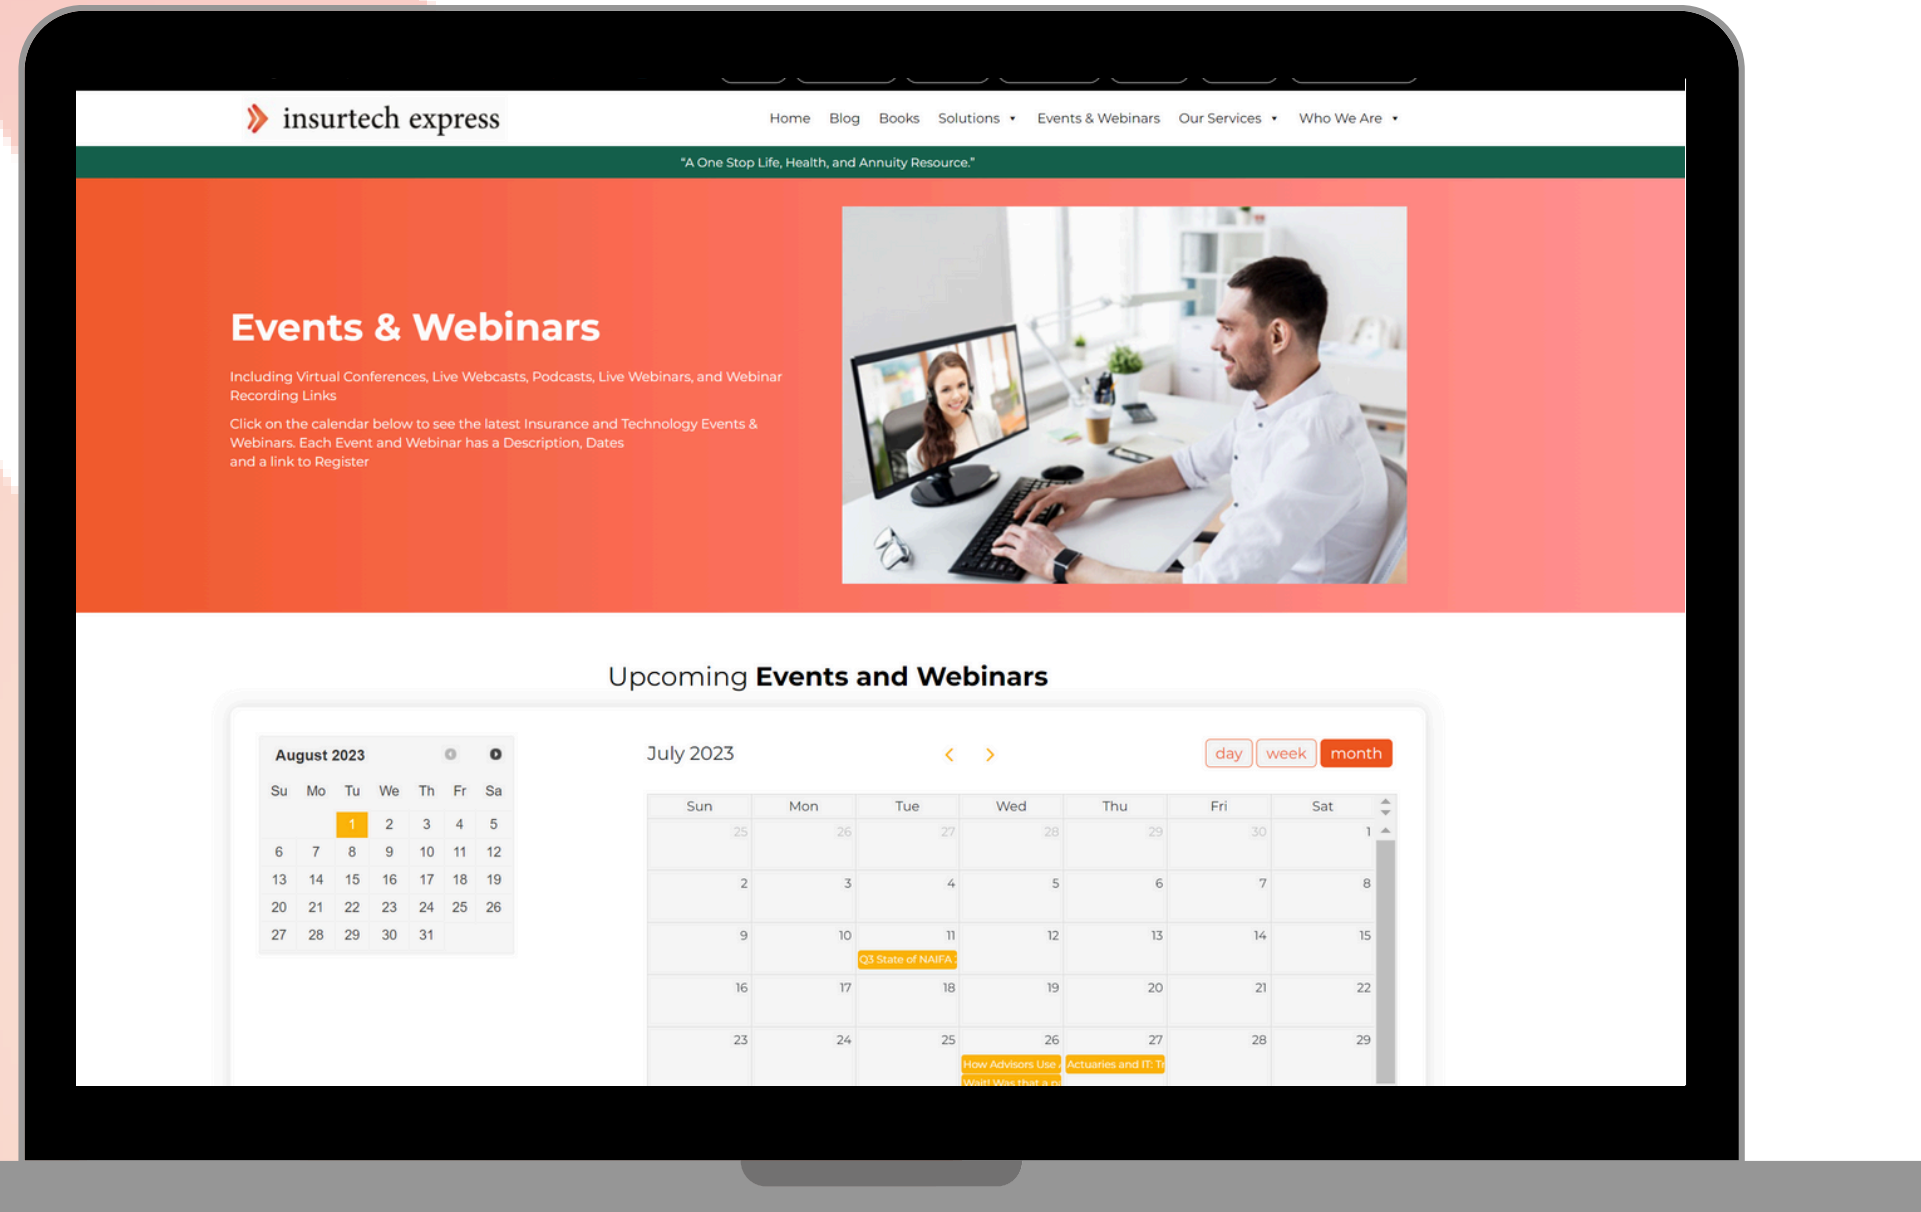 insurtech express
Home Blog Books Solutions Events & Webinars Our Services Who We Are
"A One Stop Life, Health, and Annuity Resource."
Events & Webinars
Including Virtual Conferences, Live Webcasts, Podcasts, Live Webinars, and Webinar
Recording Links
Click on the calendar below to see the latest Insurance and Technology Events &
Webinars. Each Event and Webinar has a Description, Dates
and a link to Register
Upcoming Events and Webinars
August 2023
Su Mo Tu We Th Fr Sa
1 2 3 4 5
6 7 8 9 10 11 12
13 14 15 16 17 18 19
20 21 22 23 24 25 26
27 28 29 30 31
July 2023
day week month
Sun Mon Tue Wed Thu Fri Sat
25 26 27 28 29 30 1
2 3 4 5 6 7 8
9 10 11 12 13 14 15
Q3 State of NAIFA
16 17 18 19 20 21 22
23 24 25 26 27 28 29
How Advisors Use Actuaries and IT:
Wait! Was that a